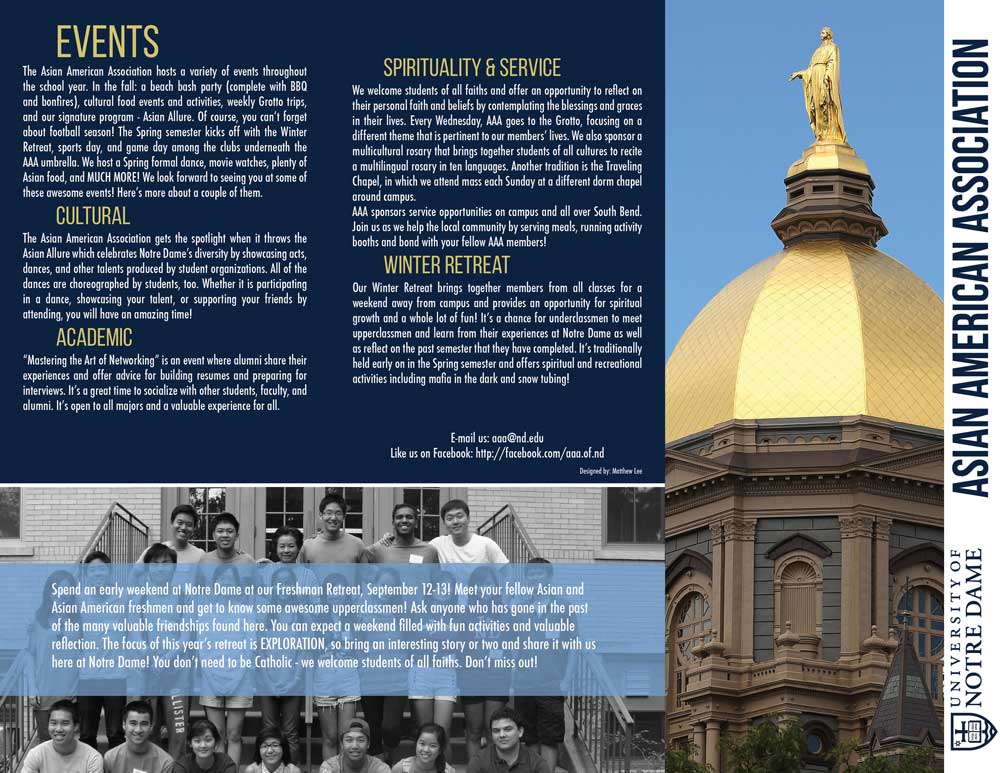 EVENTS
The Asian American Association hosts a variety of events throughout
the school year. In the fall: a beach bash party (complete with BBQ
and bonfires), cultural food events and activities, weekly Grotto trips,
and our signature program - Asian Allure. Of course, you can't forget
about football season! The Spring semester kicks off with the Winter
Retreat, sports day, and game day among the clubs underneath the
AAA umbrella. We host a Spring formal dance, movie watches, plenty of
Asian food, and MUCH MORE! We look forward to seeing you at some of
these awesome events! Here's more about a couple of them.
CULTURAL
The Asian American Association gets the spotlight when it throws the
Asian Allure which celebrates Notre Dame's diversity by showcasing acts,
dances, and other talents produced by student organizations. All of the
dances are choreographed by students, too. Whether it is participating
in a dance, showcasing your talent, or supporting your friends by
attending, you will have an amazing time!
ACADEMIC
“Mastering the Art of Networking” is an event where alumni share their
experiences and offer advice for building resumes and preparing for
interviews. It's a great time to socialize with other students, faculty, and
alumni. It's open to all majors and a valuable experience for all.
SPIRITUALITY & SERVICE
We welcome students of all faiths and offer an opportunity to reflect on
their personal faith and beliefs by contemplating the blessings and graces
in their lives. Every Wednesday, AAA goes to the Grotto, focusing on a
different theme that is pertinent to our members' lives. We also sponsor a
multicultural rosary that brings together students of all cultures to recite
a multilingual rosary in ten languages. Another tradition is the Traveling
Chapel, in which we attend mass each Sunday at a different dorm chapel
around campus.
AAA sponsors service opportunities on campus and all over South Bend.
Join us as we help the local community by serving meals, running activity
booths and bond with your fellow AAA members!
WINTER RETREAT
Our Winter Retreat brings together members from all classes for a
weekend away from campus and provides an opportunity for spiritual
growth and a whole lot of fun! It's a chance for underclassmen to meet
upperclassmen and learn from their experiences at Notre Dame as well
as reflect on the past semester that they have completed. It's traditionally
held early on in the Spring semester and offers spiritual and recreational
activities including mafia in the dark and snow tubing!
E-mail us: aaa@nd.edu
Like us on Facebook: http://facebook.com/aaa.of.nd
Designed by: Matthew Lee
Spend an early weekend at Notre Dame at our Freshman Retreat, September 12-13! Meet your fellow Asian and
Asian American freshmen and get to know some awesome upperclassmen! Ask anyone who has gone in the past
of the many valuable friendships found here. You can expect a weekend filled with fun activities and valuable
reflection. The focus of this year's retreat is EXPLORATION, so bring an interesting story or two and share it with us
here at Notre Dame! You don't need to be Catholic - we welcome students of all faiths. Don't miss out!
ASIAN AMERICAN ASSOCIATION
UNIVERSITY OF
NOTRE DAME